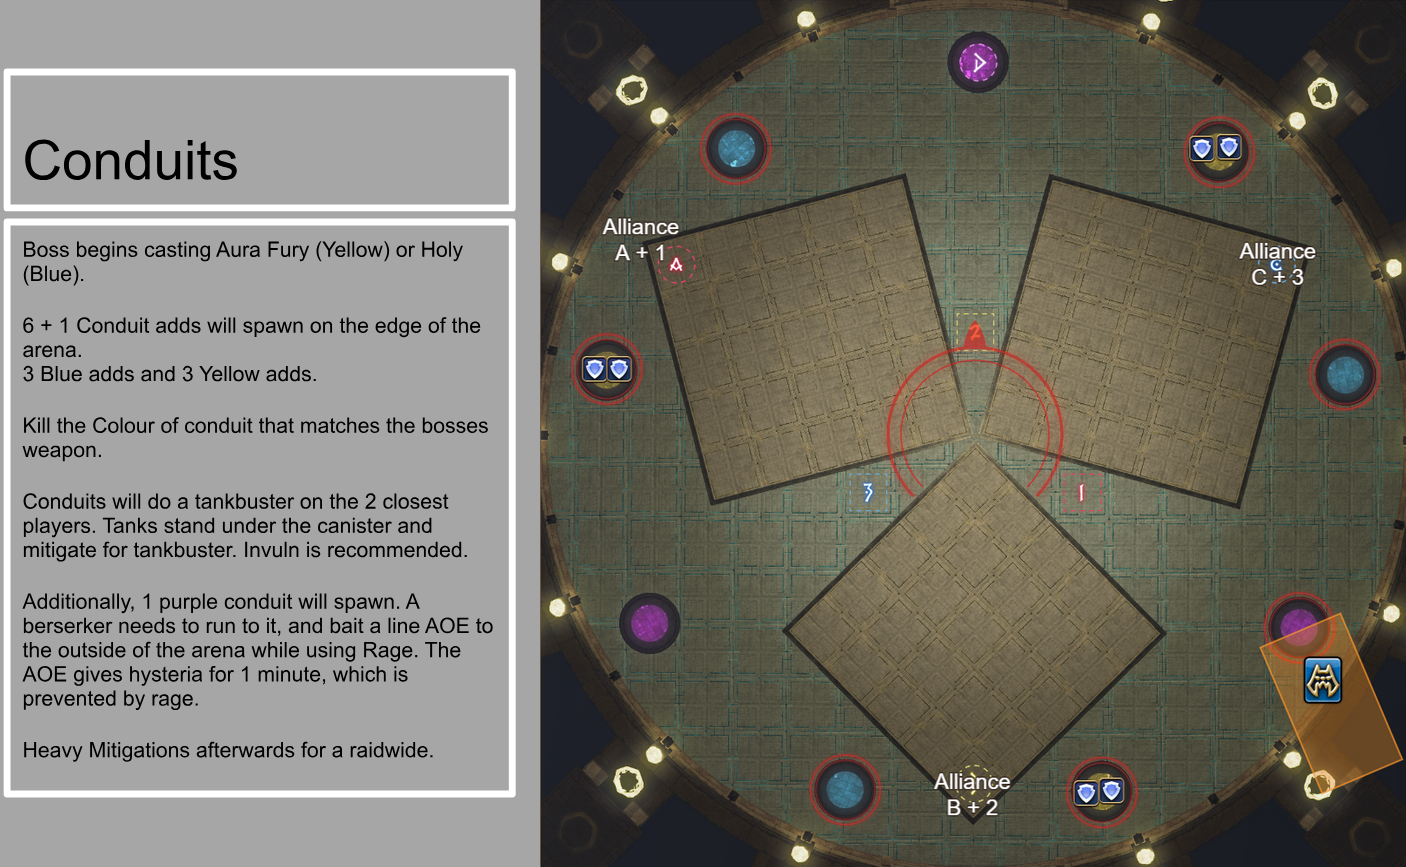 Conduits
Boss begins casting Aura Fury (Yellow) or Holy
(Blue).
6 + 1 Conduit adds will spawn on the edge of the
arena.
3 Blue adds and 3 Yellow adds.
Kill the Colour of conduit that matches the bosses
weapon.
Conduits will do a tankbuster on the 2 closest
players. Tanks stand under the canister and
mitigate for tankbuster. Invuln is recommended.
Additionally, 1 purple conduit will spawn. A
berserker needs to run to it, and bait a line AOE to
the outside of the arena while using Rage. The
AOE gives hysteria for 1 minute, which is
prevented by rage.
Heavy Mitigations afterwards for a raidwide.
D
Alliance
A + 1
A
Alliance
C
C + 3
2
3
1
Alliance
B + 2